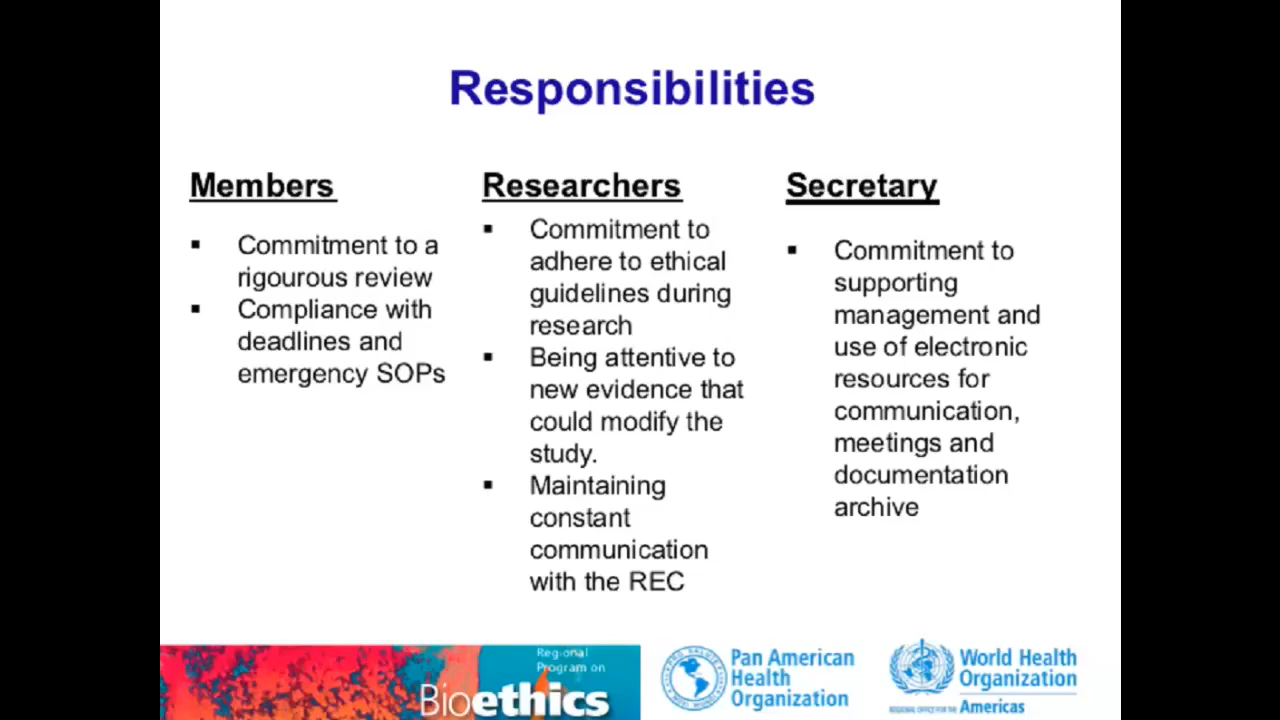 Responsibilities
Members
Commitment to a
rigourous review
Compliance with
deadlines and
emergency SOPs
Researchers
Commitment to
adhere to ethical
guidelines during
research
Being attentive to
new evidence that
could modify the
study.
Maintaining
constant
communication
with the REC
Secretary
Commitment to
supporting
management and
use of electronic
resources for
communication,
meetings and
documentation
archive
Regional
Program on
Bioethics
Pan American
Health
Organization
World Health
Organization
REGIONAL OFFICE FOR THE Americas